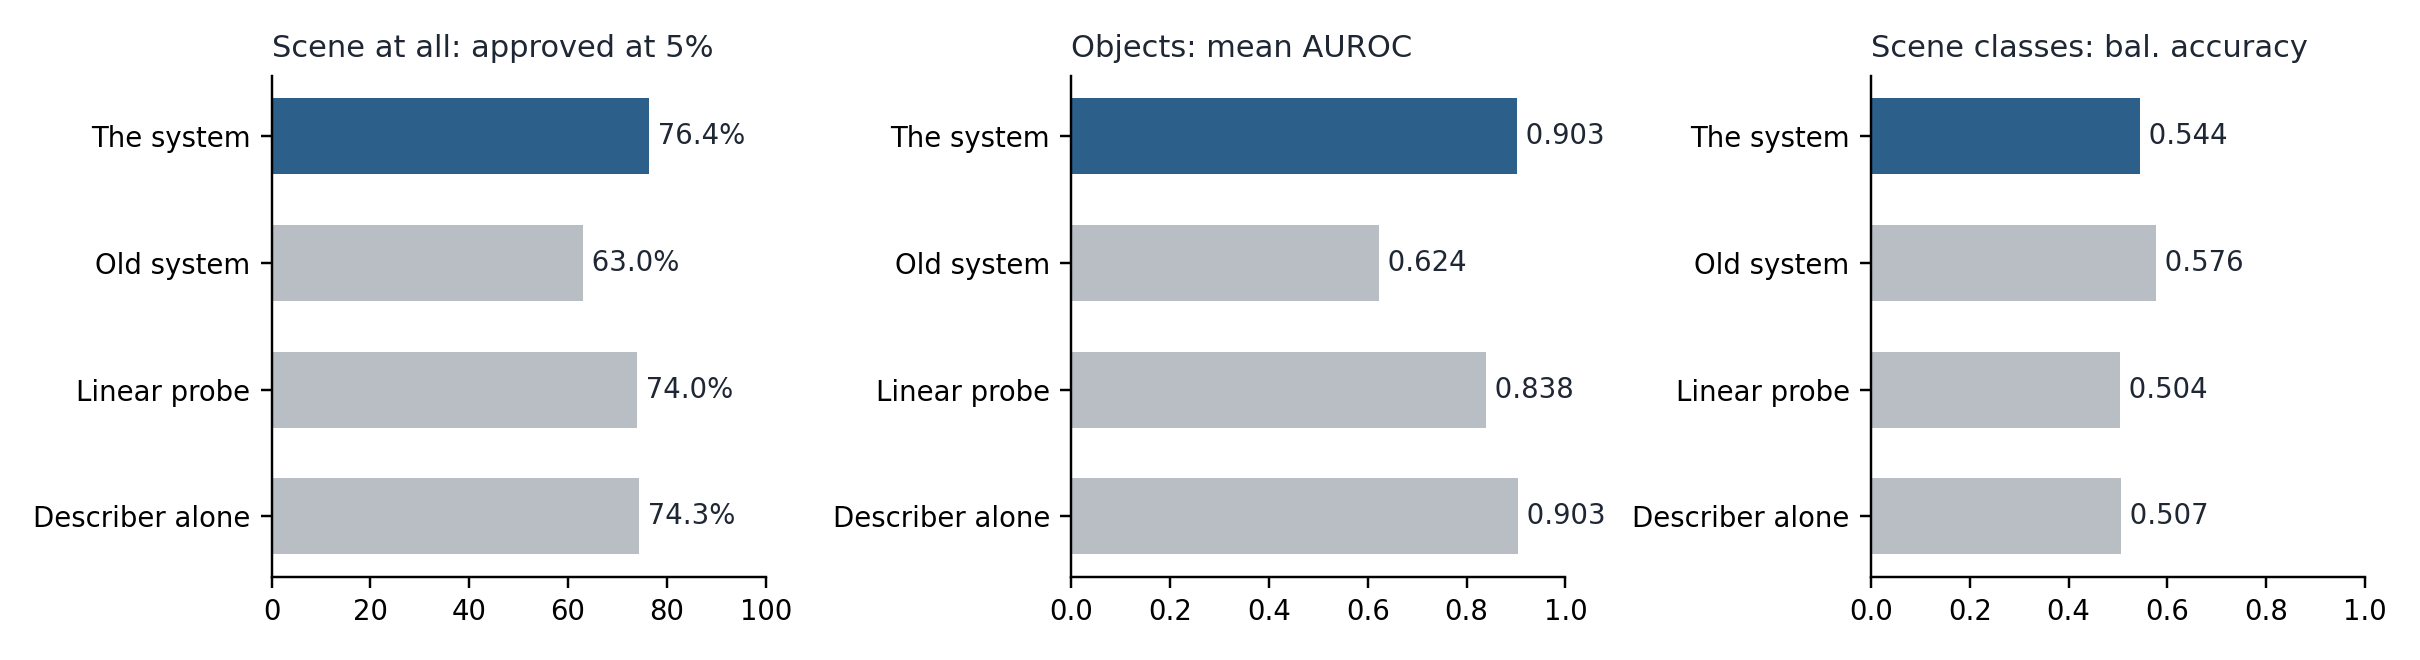 Scene at all: approved at 5%
The system 76.4%
Old system 63.0%
Linear probe 74.0%
Describer alone 74.3%
0 20 40 60 80 100
Objects: mean AUROC
The system 0.903
Old system 0.624
Linear probe 0.838
Describer alone 0.903
0.0 0.2 0.4 0.6 0.8 1.0
Scene classes: bal. accuracy
The system 0.544
Old system 0.576
Linear probe 0.504
Describer alone 0.507
0.0 0.2 0.4 0.6 0.8 1.0